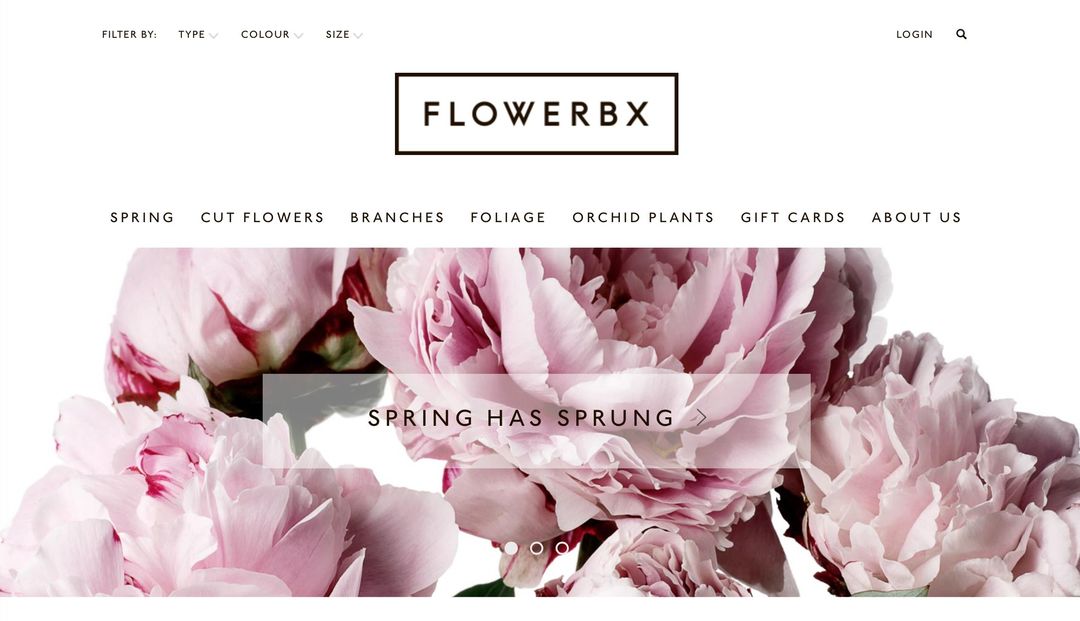 FILTER BY: TYPE COLOUR SIZE LOGIN
FLOWERBX
SPRING CUT FLOWERS BRANCHES FOLIAGE ORCHID PLANTS GIFT CARDS ABOUT US
SPRING HAS SPRUNG